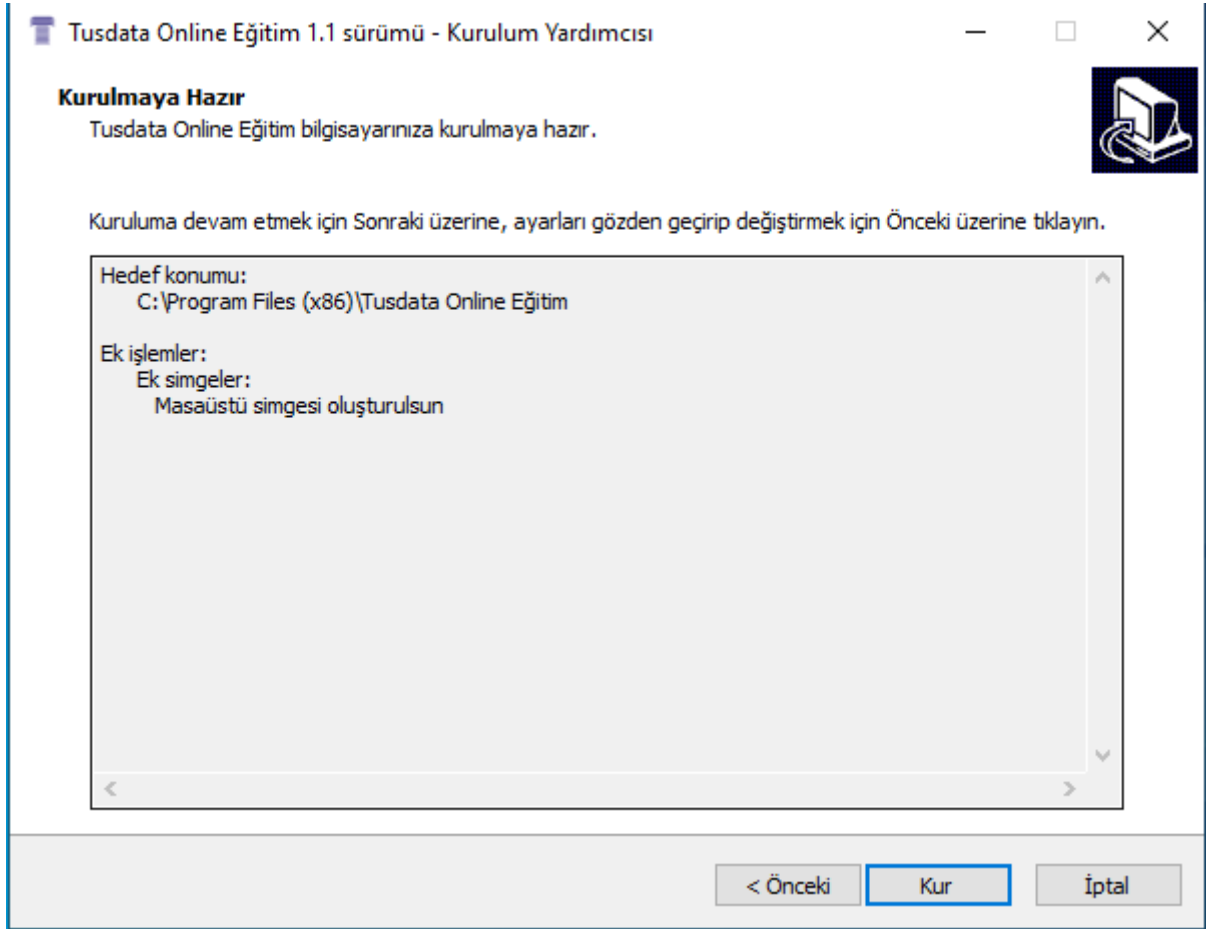 Tusdata Online Eğitim 1.1 sürümü - Kurulum Yardımcısı
Kurulmaya Hazır
Tusdata Online Eğitim bilgisayarınıza kurulmaya hazır.
Kuruluma devam etmek için Sonraki üzerine, ayarları gözden geçirip değiştirmek için Önceki üzerine tıklayın.
Hedef konumu:
C:\Program Files (x86)\Tusdata Online Eğitim
Ek işlemler:
Ek simgeler:
Masaüstü simgesi oluşturulsun
< Önceki
Kur
İptal